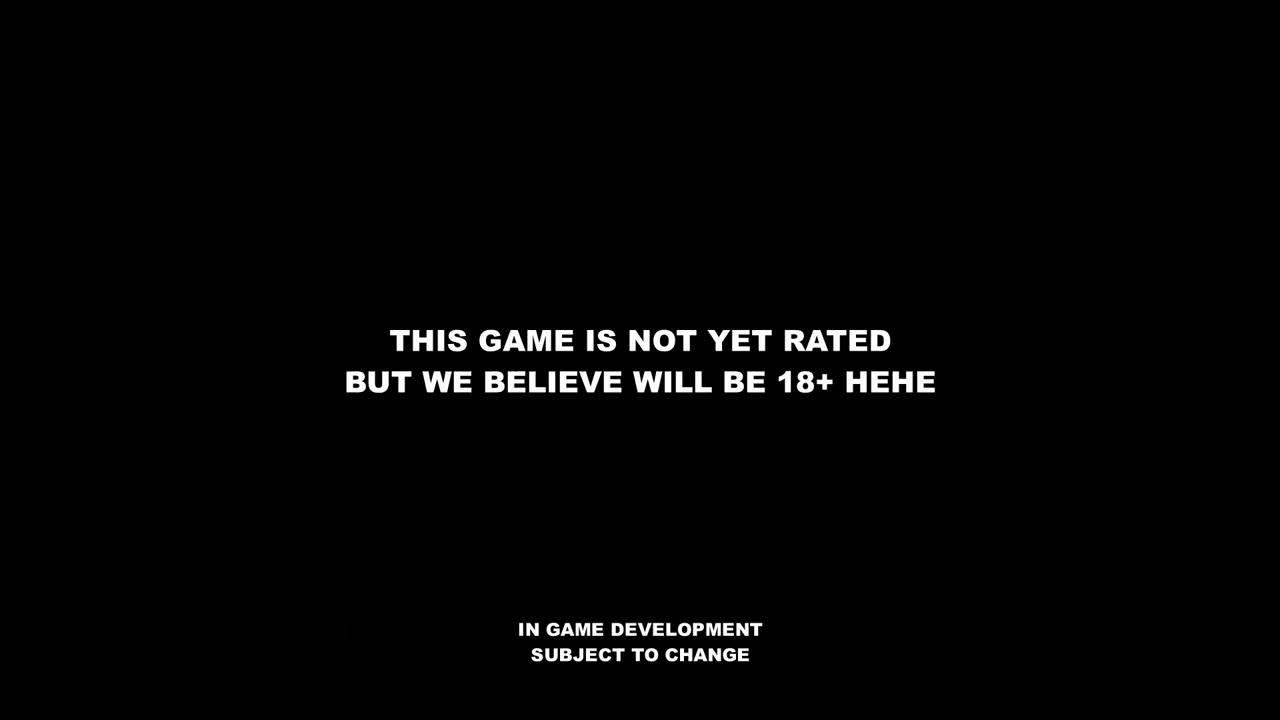 THIS GAME IS NOT YET RATED
BUT WE BELIEVE WILL BE 18+ HEHE
IN GAME DEVELOPMENT
SUBJECT TO CHANGE